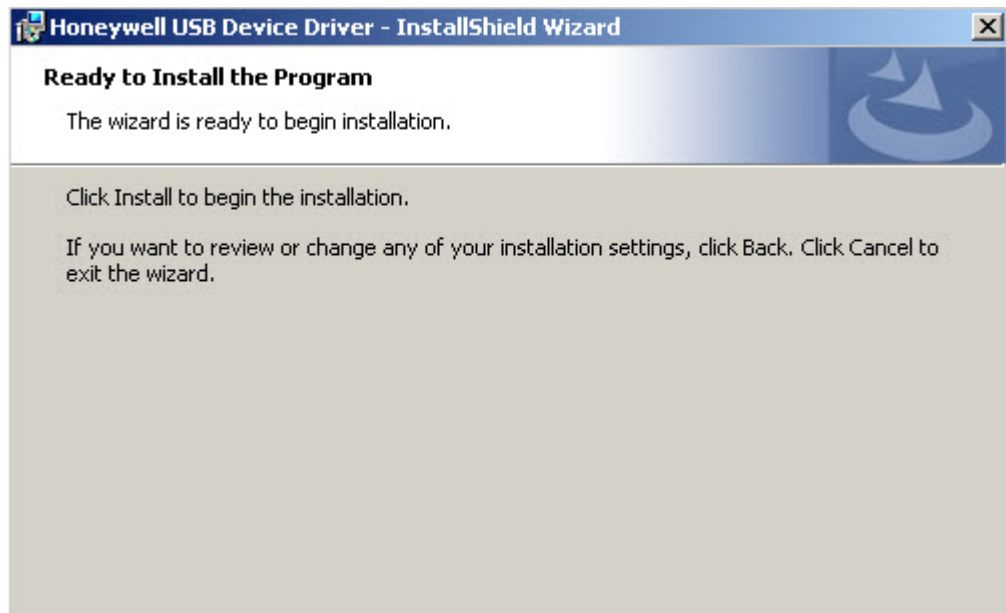 Honeywell USB Device Driver - InstallShield Wizard
Ready to Install the Program
The wizard is ready to begin installation.
Click Install to begin the installation.
If you want to review or change any of your installation settings, click Back. Click Cancel to
exit the wizard.